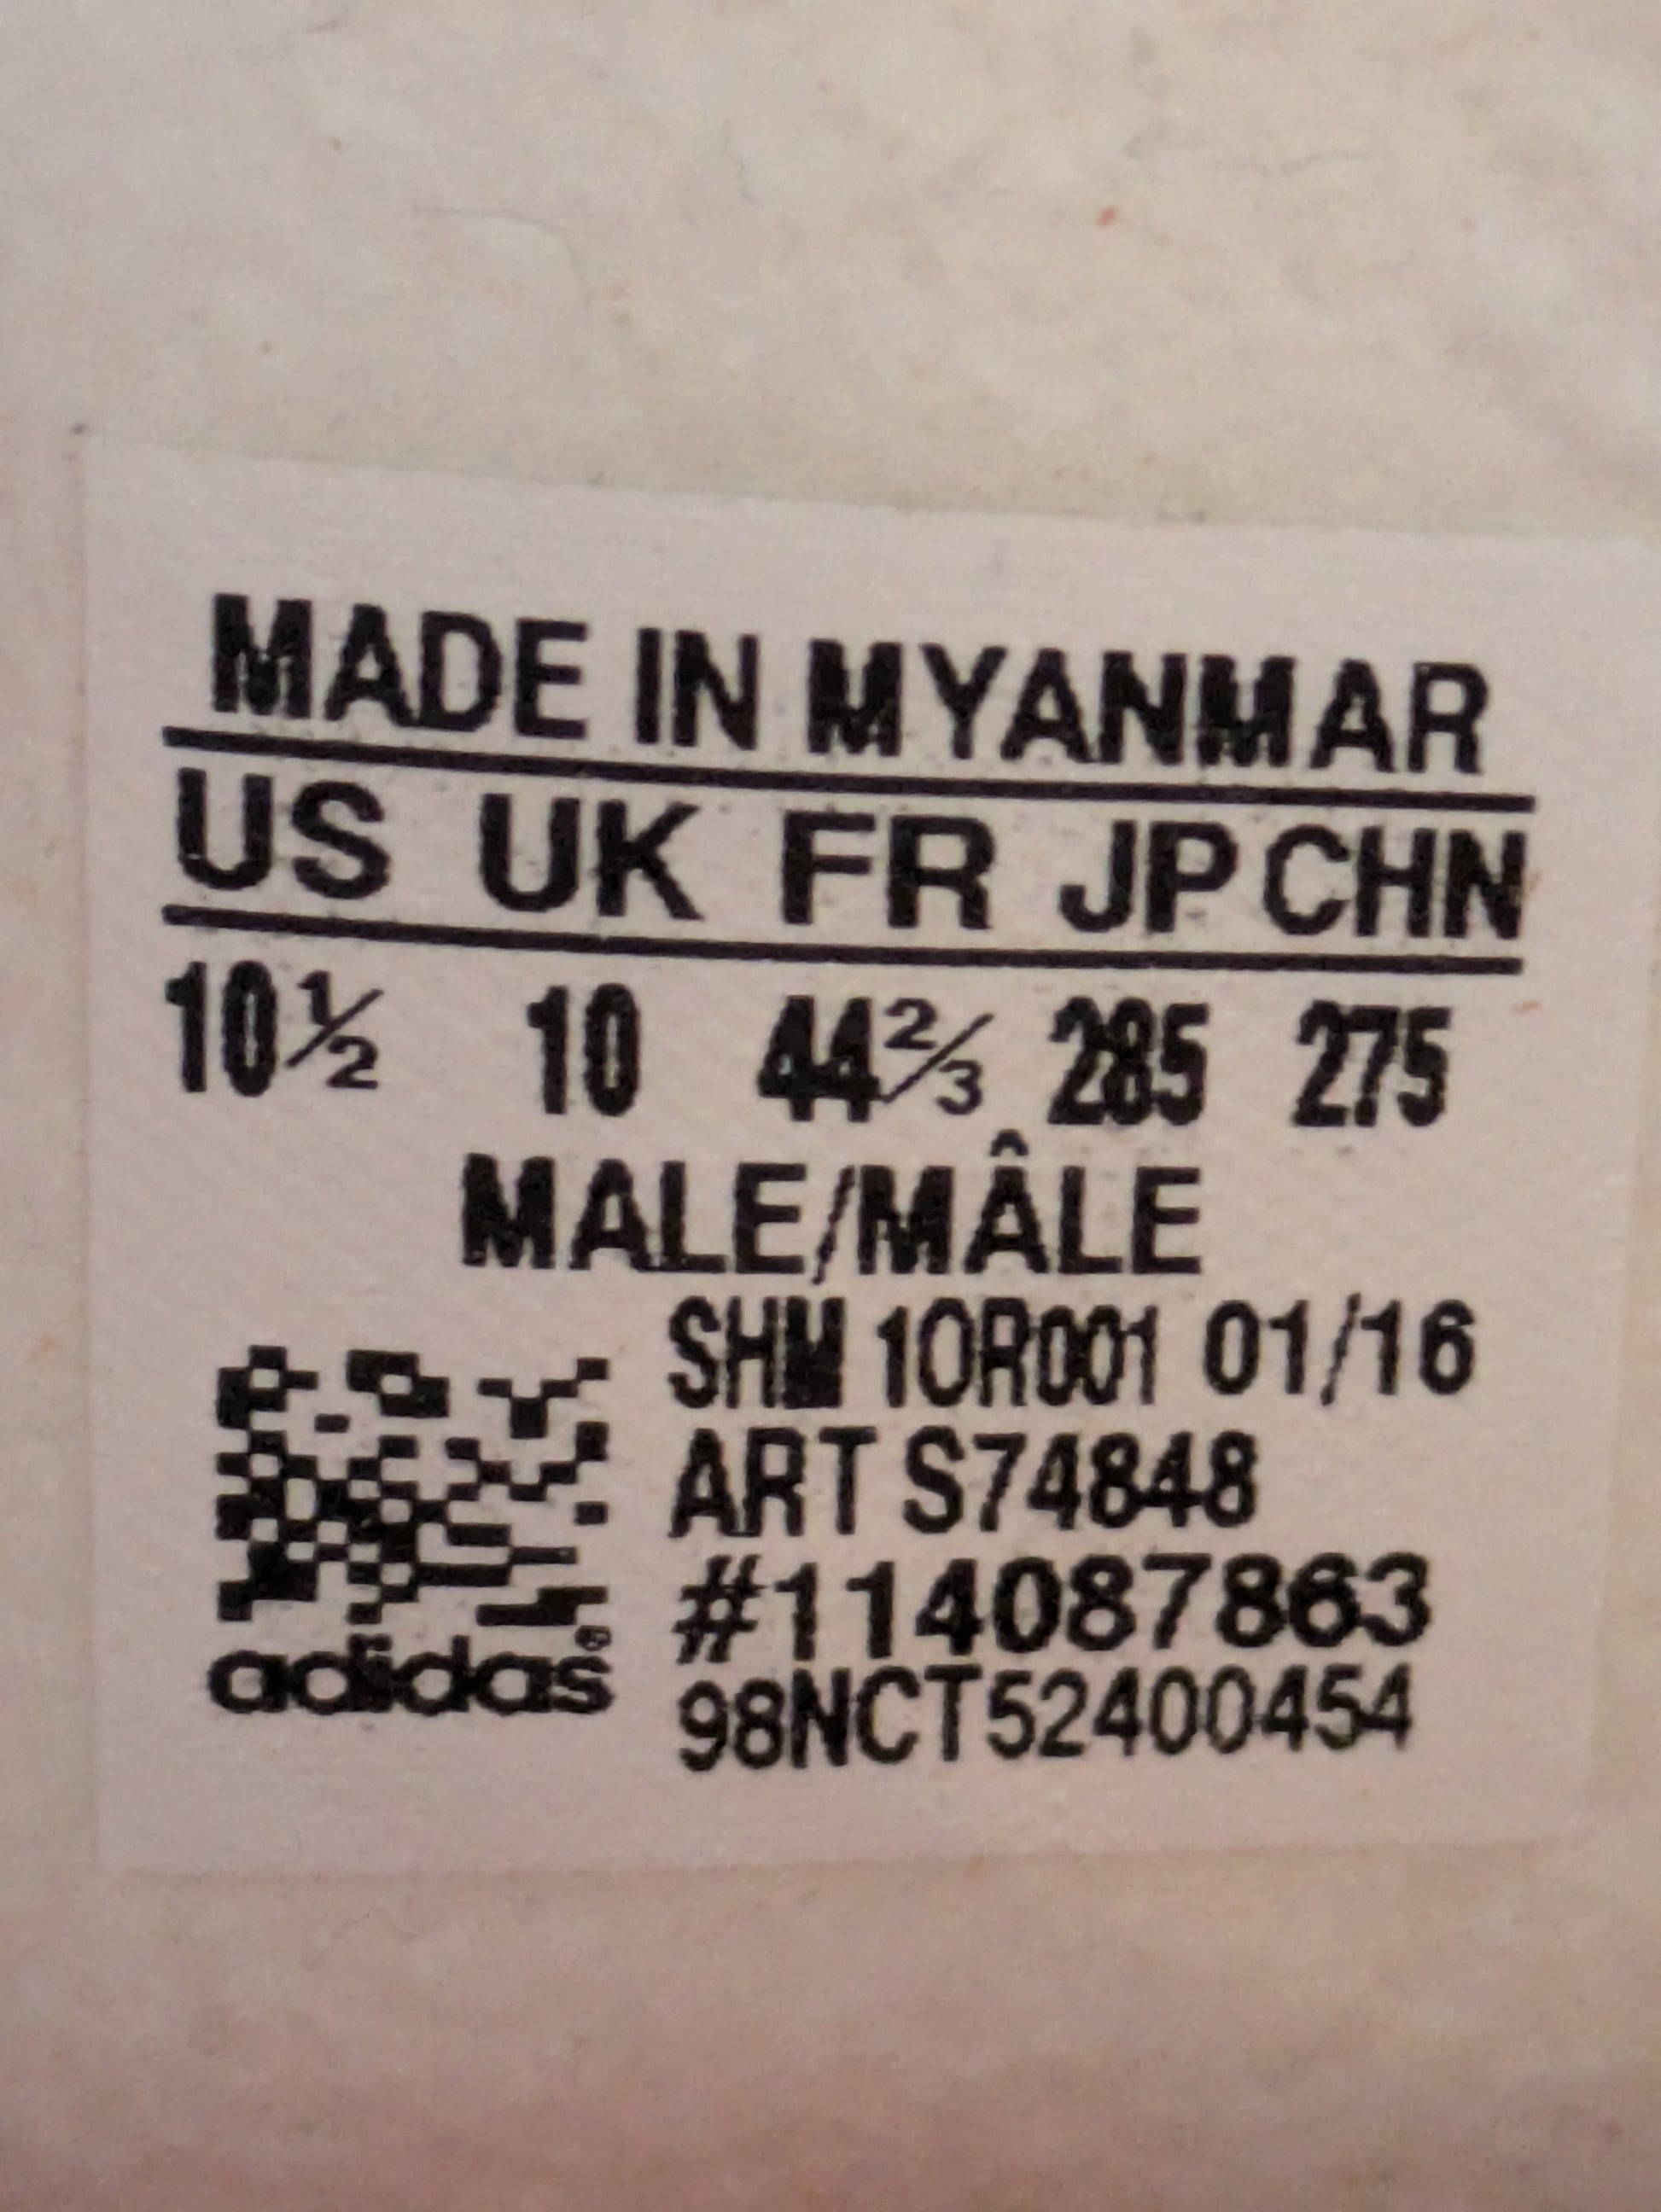 MADE IN MYANMAR
US UK FR JP CHN
10½ 10 44⅔ 285 275
MALE/MÂLE
SHM 10R001 01/16
ART S74848
#114087863
adidas®
98NCT52400454